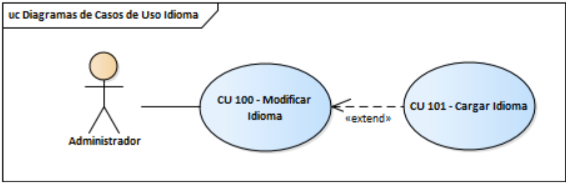 uc Diagramas de Casos de Uso Idioma
CU 100 - Modificar
Idioma
CU 101 - Cargar Idioma
«extend»
Administrador